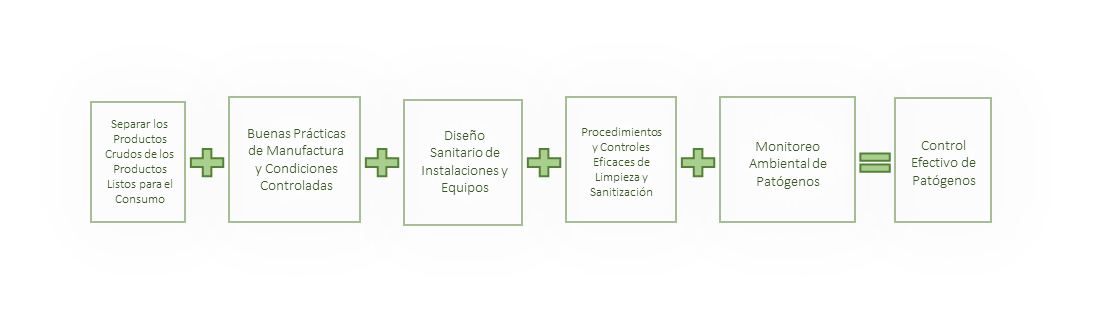 Separar los
Productos
Crudos de los
Productos
Listos para el
Consumo
Buenas Prácticas
de Manufactura
y Condiciones
Controladas
Diseño
Sanitario de
Instalaciones y
Equipos
Procedimientos
y Controles
Eficaces de
Limpieza y
Sanitización
Monitoreo
Ambiental de
Patógenos
Control
Efectivo de
Patógenos